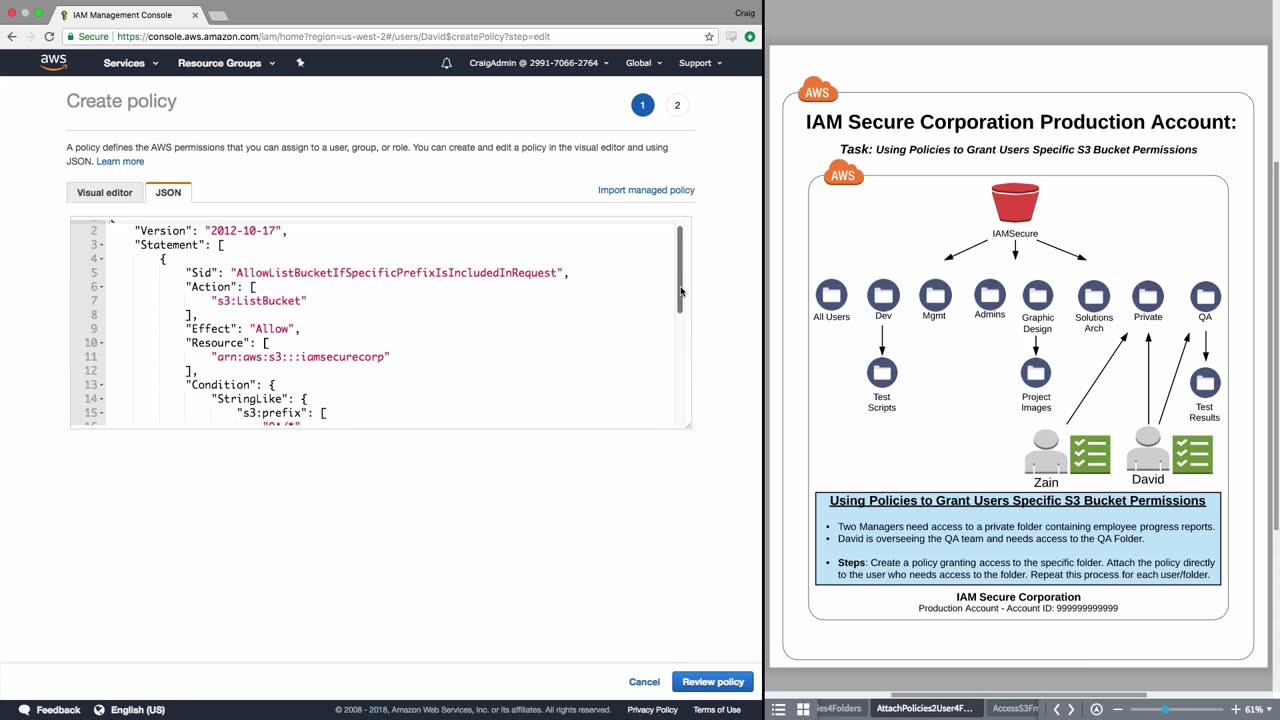 IAM Management Console
Craig
Secure
https://console.aws.amazon.com/iam/home?region=us-west-2#/users/David$createPolicy?step=edit
aws
Services
Resource Groups
CraigAdmin @ 2991-7066-2764
Global
Support
Create policy
1
2
A policy defines the AWS permissions that you can assign to a user, group, or role. You can create and edit a policy in the visual editor and using
JSON. Learn more
Visual editor
JSON
Import managed policy
2 "Version": "2012-10-17",
3 "Statement": [
4 {
5 "Sid": "AllowListBucketIfSpecificPrefixIsIncludedInRequest",
6 "Action": [
7 "s3:ListBucket"
8 ],
9 "Effect": "Allow",
10 "Resource": [
11 "arn:aws:s3:::iamsecurecorp"
12 ],
13 "Condition": {
14 "StringLike": {
15 "s3:prefix": [
Cancel
Review policy
Feedback
English (US)
© 2008 - 2018, Amazon Web Services, Inc. or its affiliates. All rights reserved.
Privacy Policy
Terms of Use
AWS
IAM Secure Corporation Production Account:
Task: Using Policies to Grant Users Specific S3 Bucket Permissions
AWS
IAMSecure
All Users
Dev
Mgmt
Admins
Graphic
Design
Solutions
Arch
Private
QA
Test
Scripts
Project
Images
Test
Results
Zain
David
Using Policies to Grant Users Specific S3 Bucket Permissions
• Two Managers need access to a private folder containing employee progress reports.
• David is overseeing the QA team and needs access to the QA Folder.
• Steps: Create a policy granting access to the specific folder. Attach the policy directly
to the user who needs access to the folder. Repeat this process for each user/folder.
IAM Secure Corporation
Production Account - Account ID: 999999999999
ies4Folders
AttachPolicies2User4F...
AccessS3Fr
61%